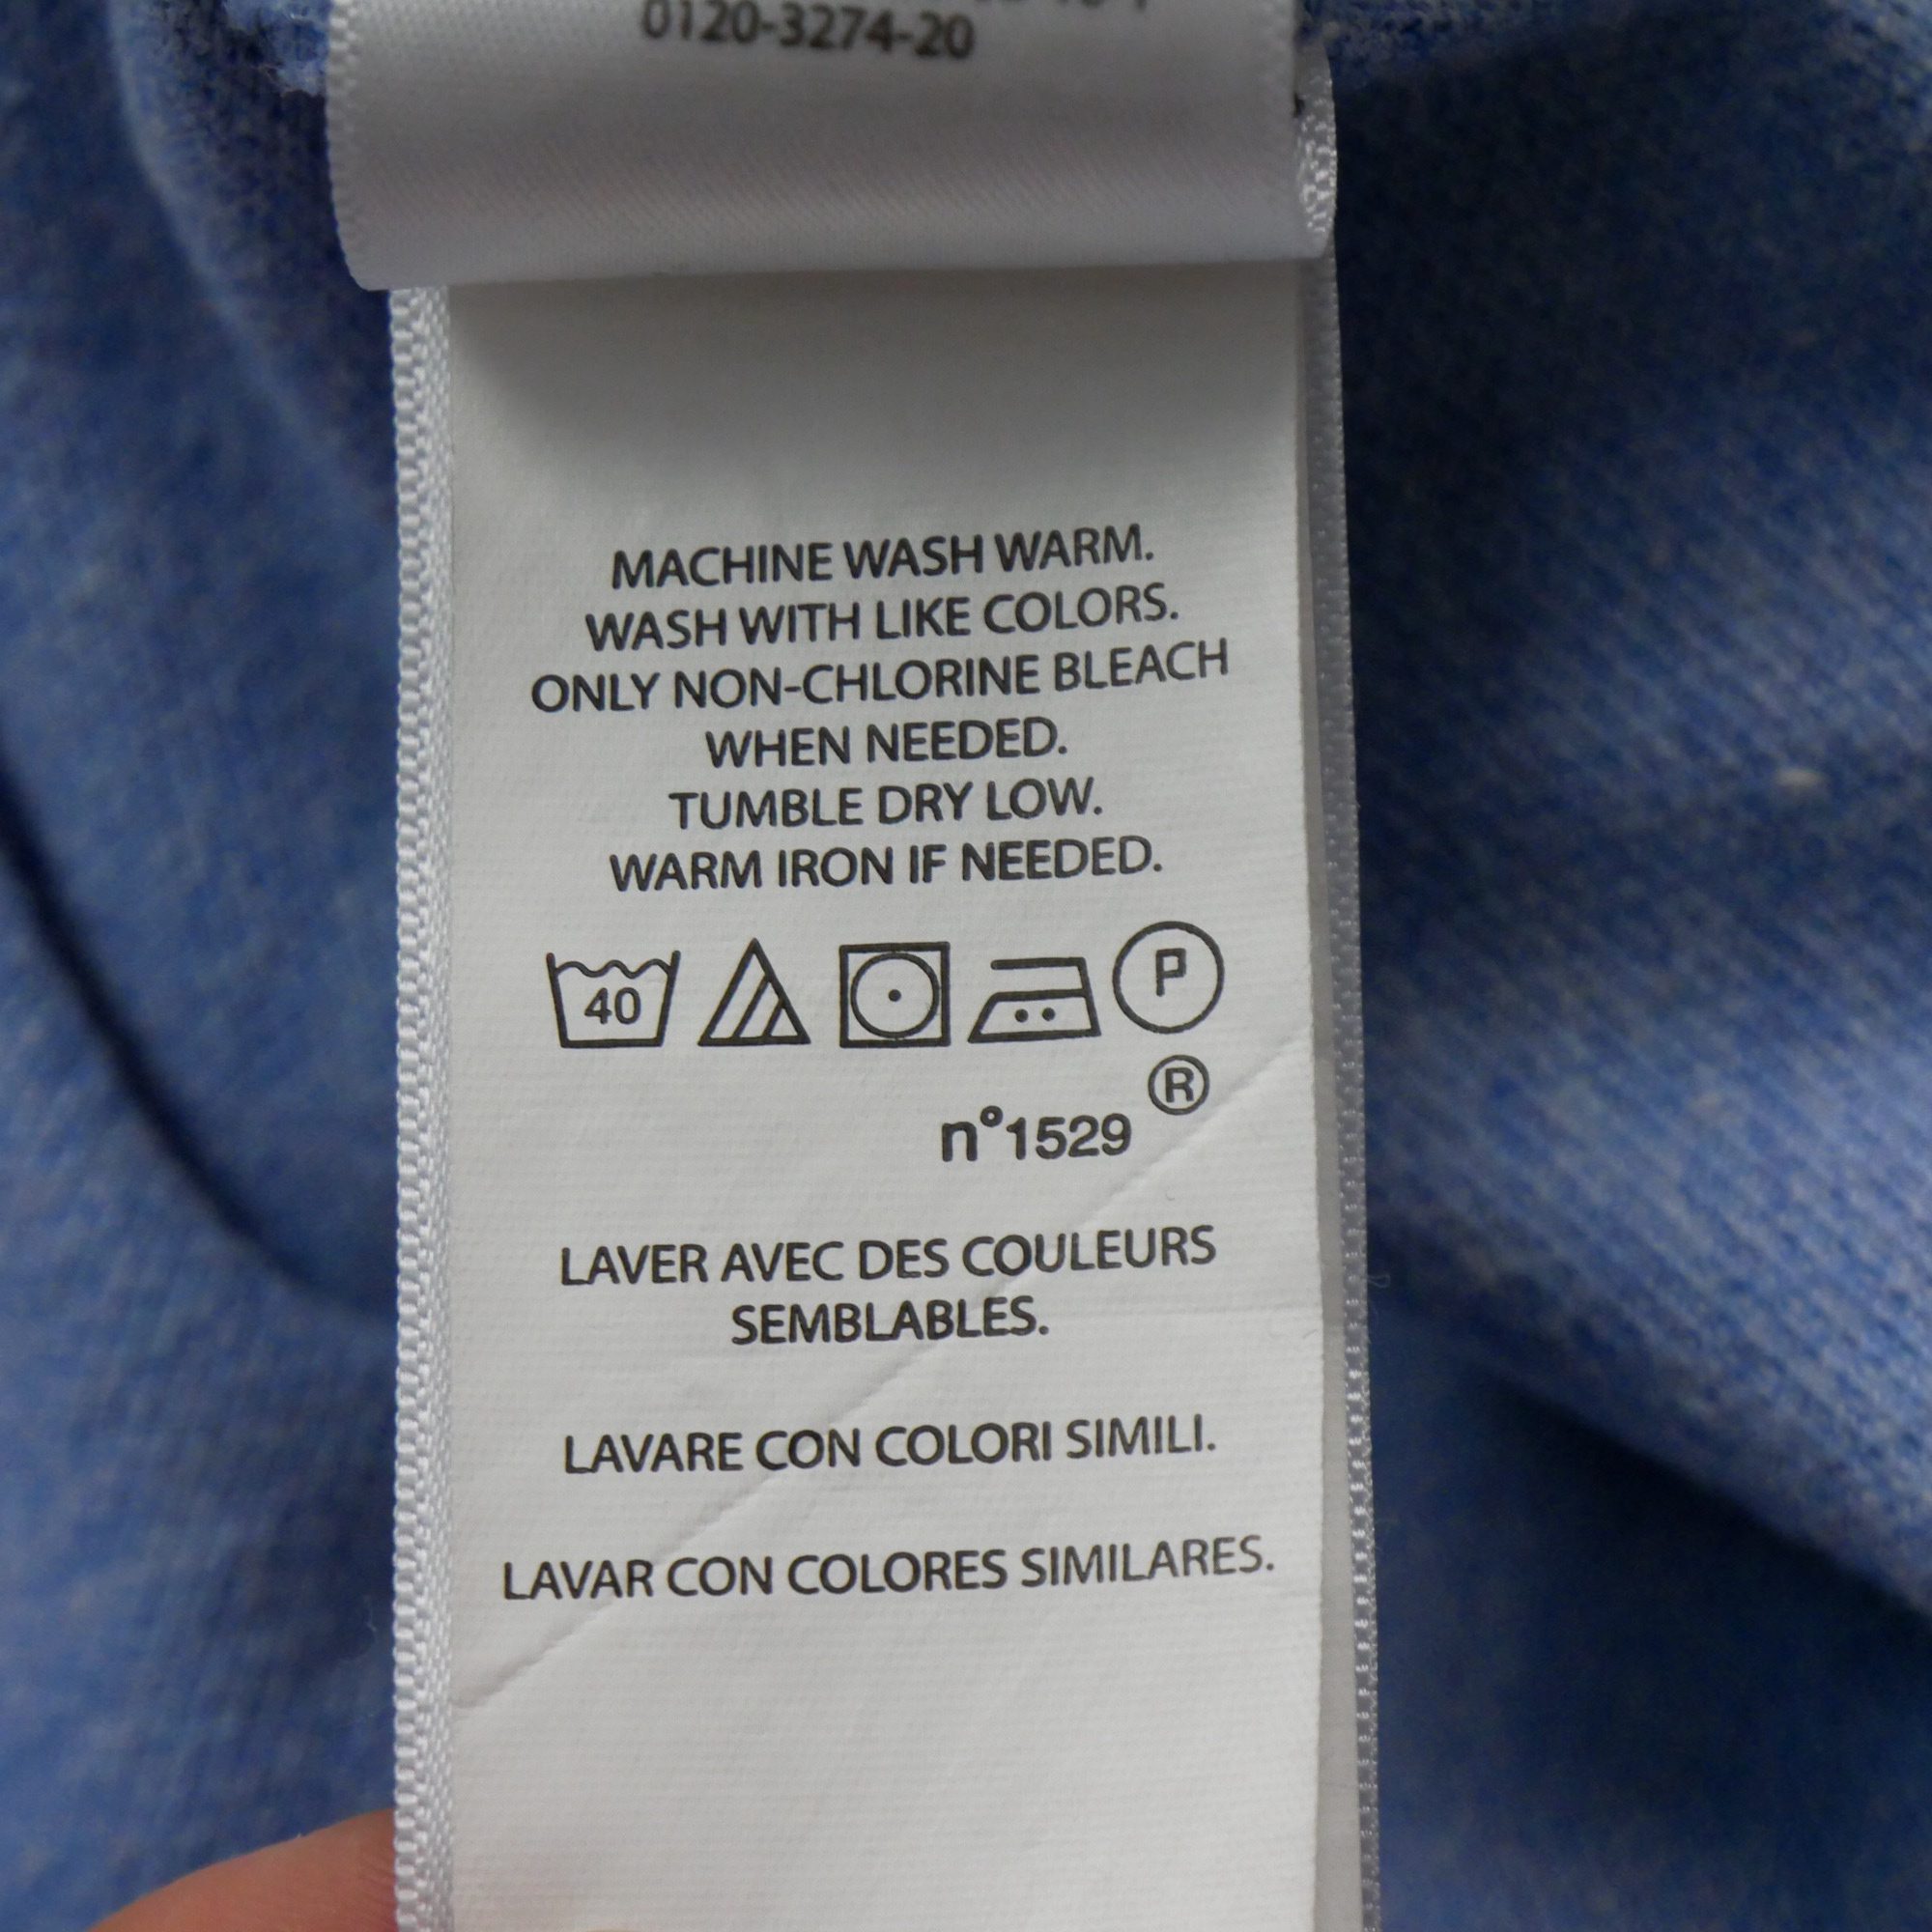 0120-3274-20
MACHINE WASH WARM.
WASH WITH LIKE COLORS.
ONLY NON-CHLORINE BLEACH
WHEN NEEDED.
TUMBLE DRY LOW.
WARM IRON IF NEEDED.
40 P
®
n°1529
LAVER AVEC DES COULEURS
SEMBLABLES.
LAVARE CON COLORI SIMILI.
LAVAR CON COLORES SIMILARES.